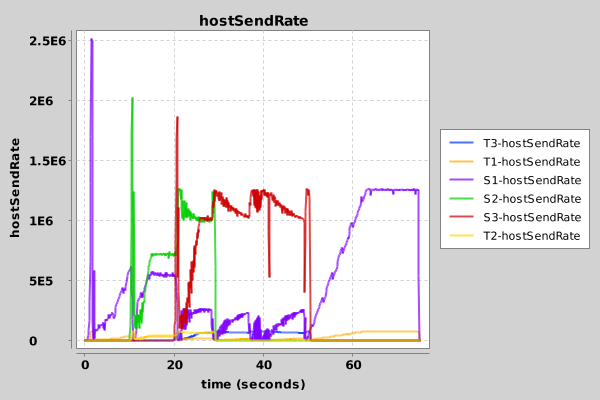 hostSendRate
2.5E6
2E6
1.5E6
1E6
5E5
0
hostSendRate
0
20
40
60
time (seconds)
T3-hostSendRate
T1-hostSendRate
S1-hostSendRate
S2-hostSendRate
S3-hostSendRate
T2-hostSendRate